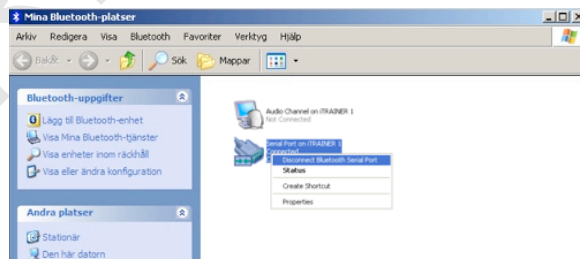 Mina Bluetooth-platser
Arkiv Redigera Visa Bluetooth Favoriter Verktyg Hjälp
Bakåt Sök Mappar
Bluetooth-uppgifter
Lägg till Bluetooth-enhet
Visa Mina Bluetooth-tjänster
Visa enheter inom räckhåll
Visa eller ändra konfiguration
Andra platser
Stationär
Den här datorn
Audio Channel on iTRAINER 1
Not Connected
Serial Port on iTRAINER 1
Connected
Disconnect Bluetooth Serial Port
Status
Create Shortcut
Properties